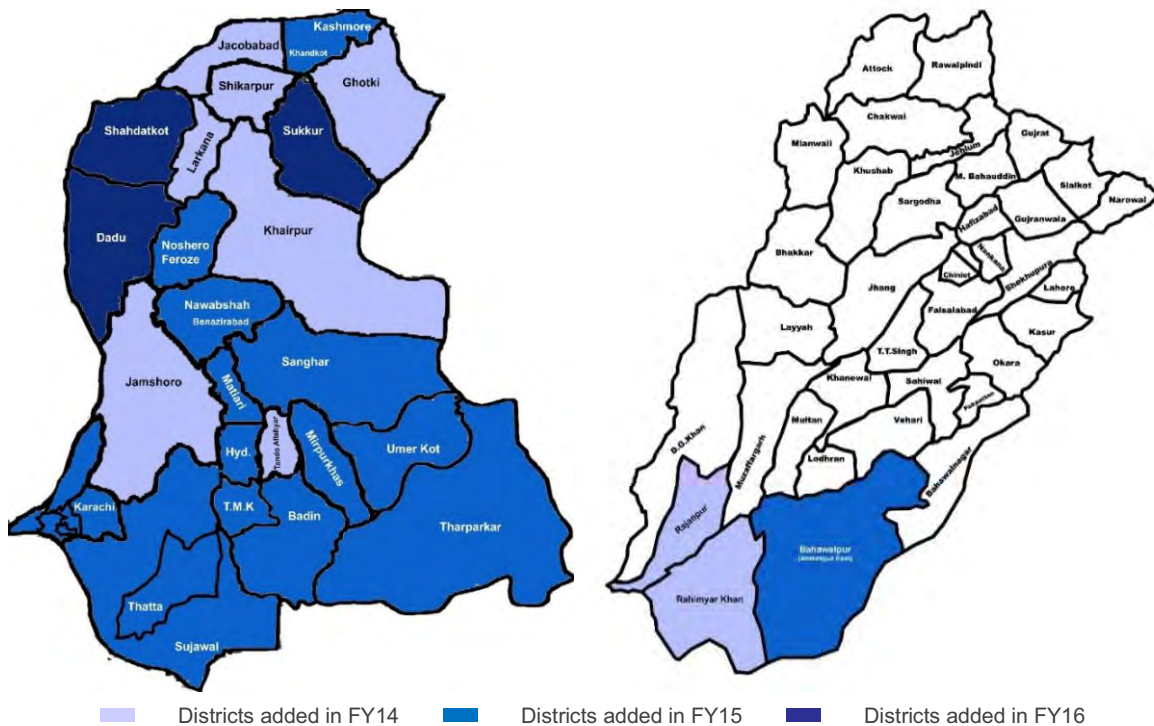 Kashmore
Khandkot
Jacobabad
Ghotki
Shikarpur
Shahdatkot
Larkana
Sukkur
Dadu
Noshero
Feroze
Khairpur
Nawabshah
Benazirabad
Sanghar
Jamshoro
Matiari
Hyd.
Tando Allahyar
Mirpurkhas
Umer Kot
Karachi
T.M.K
Badin
Tharparkar
Thatta
Sujawal
Attock
Rawalpindi
Chakwal
Mianwali
Jehlum
Gujrat
Khushab
M. Bahauddin
Sialkot
Narowal
Sargodha
Hafizabad
Gujranwala
Bhakkar
Nankana
Chiniot
Sheikhupura
Jhang
Lahore
Faisalabad
Layyah
Kasur
T.T.Singh
Okara
Khanewal
Sahiwal
Pakpattan
Multan
Vehari
D.G.Khan
Muzaffargarh
Lodhran
Bahawalnagar
Rajanpur
Bahawalpur
Rahimyar Khan
Districts added in FY14
Districts added in FY15
Districts added in FY16